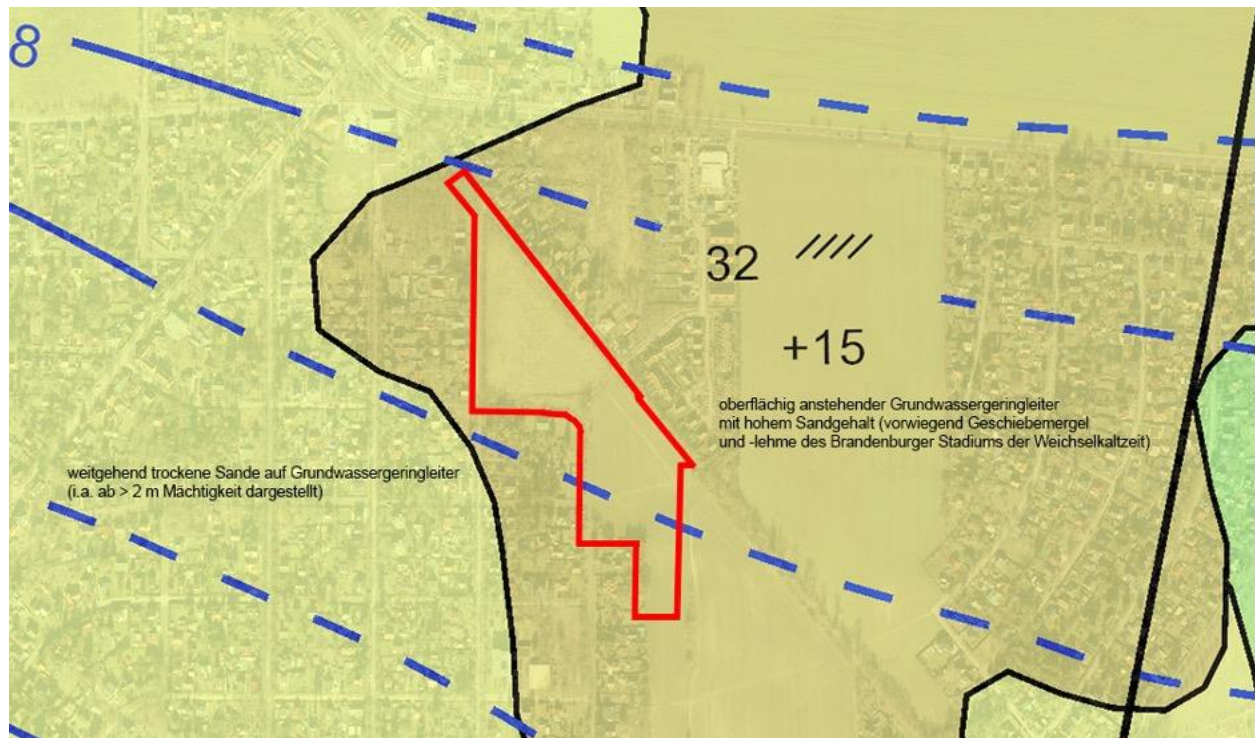 8
32
+15
oberflächig anstehender Grundwassergeringleiter
mit hohem Sandgehalt (vorwiegend Geschiebemergel
und -lehme des Brandenburger Stadiums der Weichselkaltzeit)
weitgehend trockene Sande auf Grundwassergeringleiter
(i.a. ab > 2 m Mächtigkeit dargestellt)